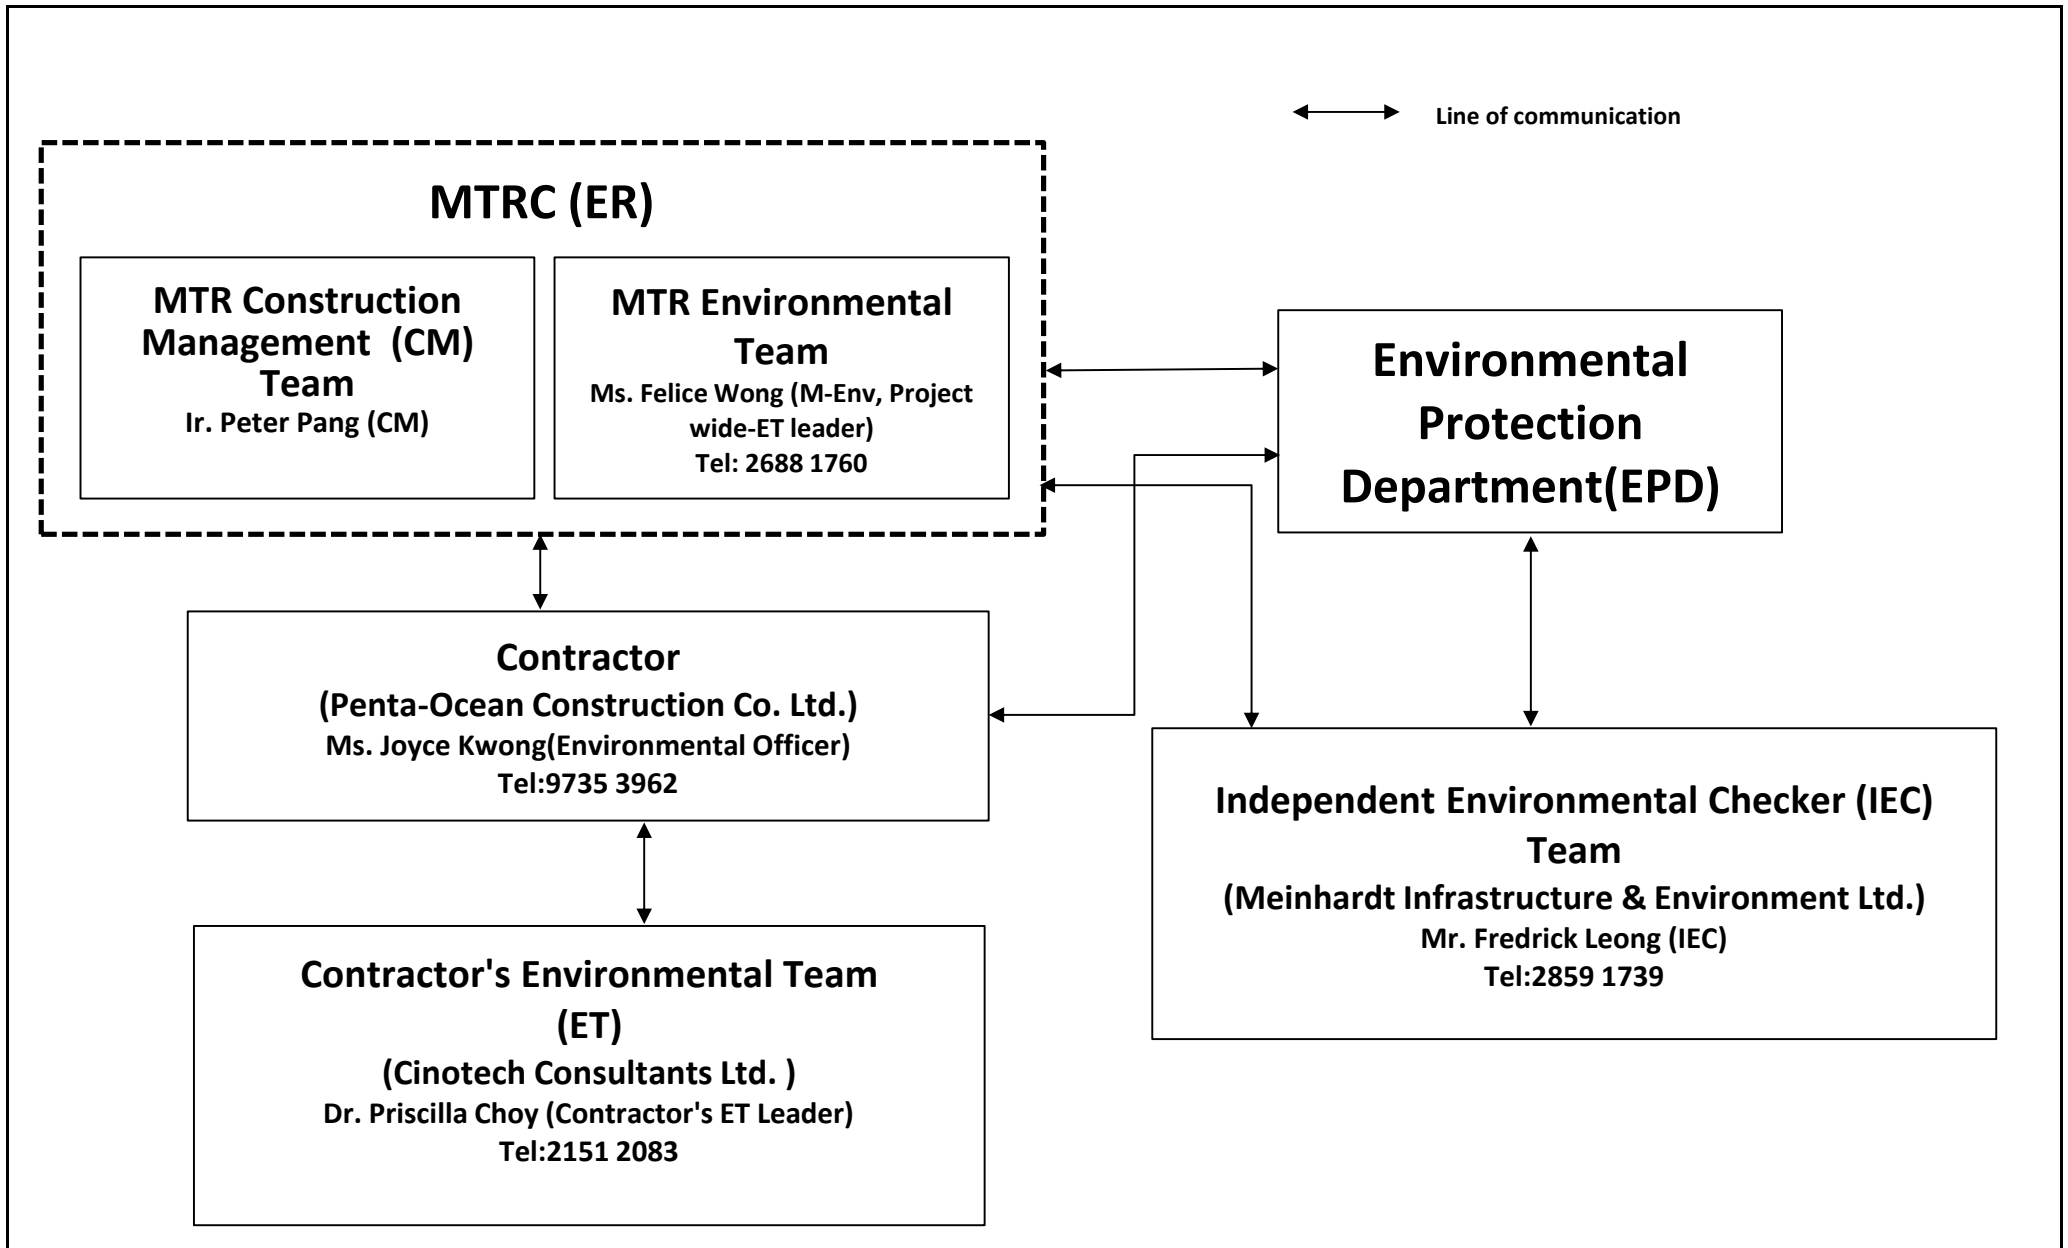 Line of communication
MTRC (ER)
MTR Construction
Management  (CM)
Team
Ir. Peter Pang (CM)
MTR Environmental
Team
Ms. Felice Wong (M-Env, Project
wide-ET leader)
Tel: 2688 1760
Environmental
Protection
Department(EPD)
Contractor
(Penta-Ocean Construction Co. Ltd.)
Ms. Joyce Kwong(Environmental Officer)
Tel:9735 3962
Independent Environmental Checker (IEC)
Team
(Meinhardt Infrastructure & Environment Ltd.)
Mr. Fredrick Leong (IEC)
Tel:2859 1739
Contractor's Environmental Team
(ET)
(Cinotech Consultants Ltd. )
Dr. Priscilla Choy (Contractor's ET Leader)
Tel:2151 2083